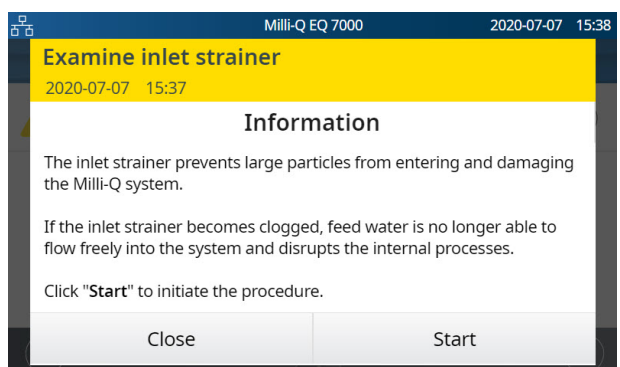 Milli-Q EQ 7000 2020-07-07 15:38
Examine inlet strainer
2020-07-07 15:37
Information
The inlet strainer prevents large particles from entering and damaging
the Milli-Q system.
If the inlet strainer becomes clogged, feed water is no longer able to
flow freely into the system and disrupts the internal processes.
Click "Start" to initiate the procedure.
Close Start